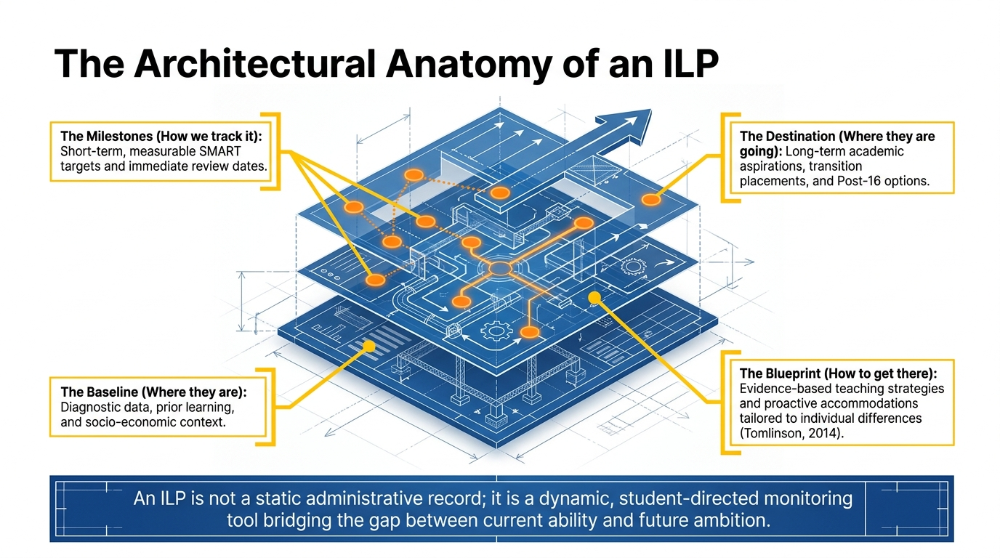 The Architectural Anatomy of an ILP
The Milestones (How we track it):
Short-term, measurable SMART
targets and immediate review dates.
The Destination (Where they are
going): Long-term academic
aspirations, transition
placements, and Post-16 options.
The Baseline (Where they are):
Diagnostic data, prior learning,
and socio-economic context.
The Blueprint (How to get there):
Evidence-based teaching strategies
and proactive accommodations
tailored to individual differences
(Tomlinson, 2014).
An ILP is not a static administrative record; it is a dynamic, student-directed monitoring
tool bridging the gap between current ability and future ambition.